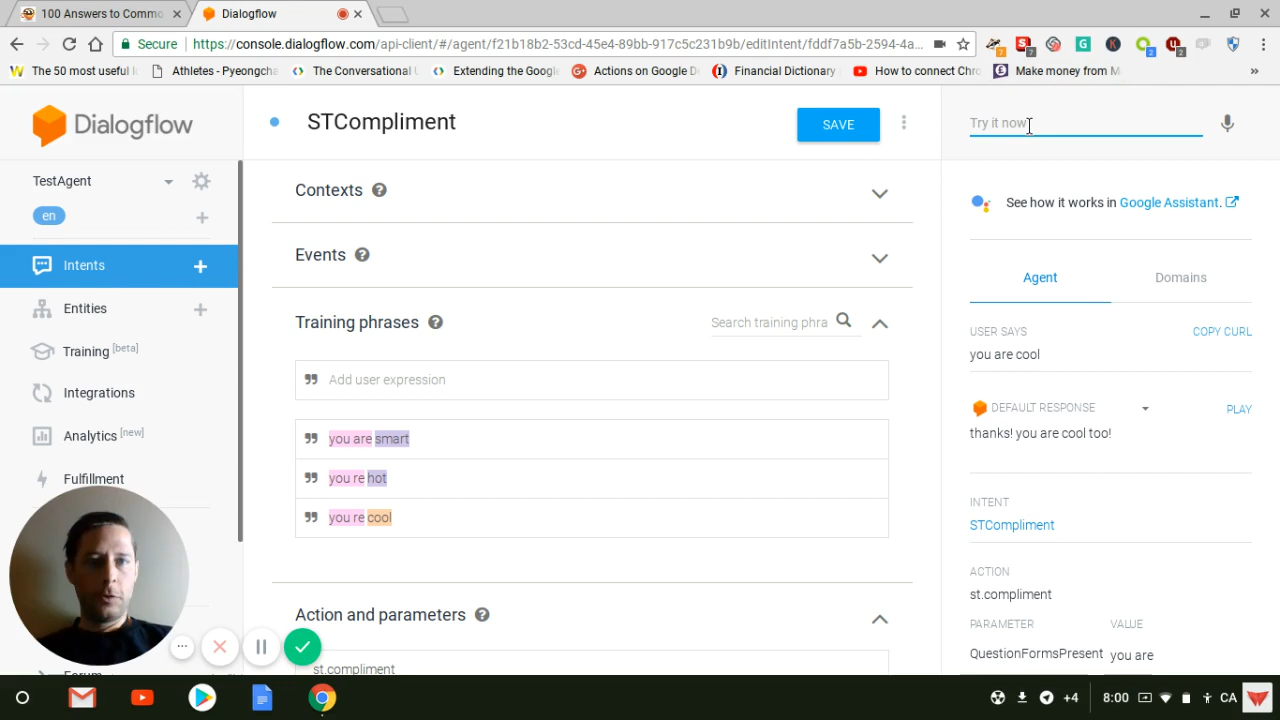 100 Answers to Commo
Dialogflow
Secure
https://console.dialogflow.com/api-client/#/agent/f21b18b2-53cd-45e4-89bb-917c5c231b9b/editIntent/fddf7a5b-2594-4a...
The 50 most useful I
Athletes - Pyeongcha
The Conversational
Extending the Google
Actions on Google D
Financial Dictionary
How to connect Chro
Make money from M
»
Dialogflow
STCompliment
SAVE
Try it now
TestAgent
en
See how it works in Google Assistant.
Contexts
Intents
Events
Agent
Domains
Entities
Training phrases
Search training phra
USER SAYS
COPY CURL
Training [beta]
you are cool
Add user expression
Integrations
DEFAULT RESPONSE
PLAY
Analytics [new]
you are smart
thanks! you are cool too!
Fulfillment
you re hot
INTENT
you re cool
STCompliment
ACTION
st.compliment
Action and parameters
PARAMETER
VALUE
QuestionFormsPresent
you are
st.compliment
Forum
+4
8:00
CA